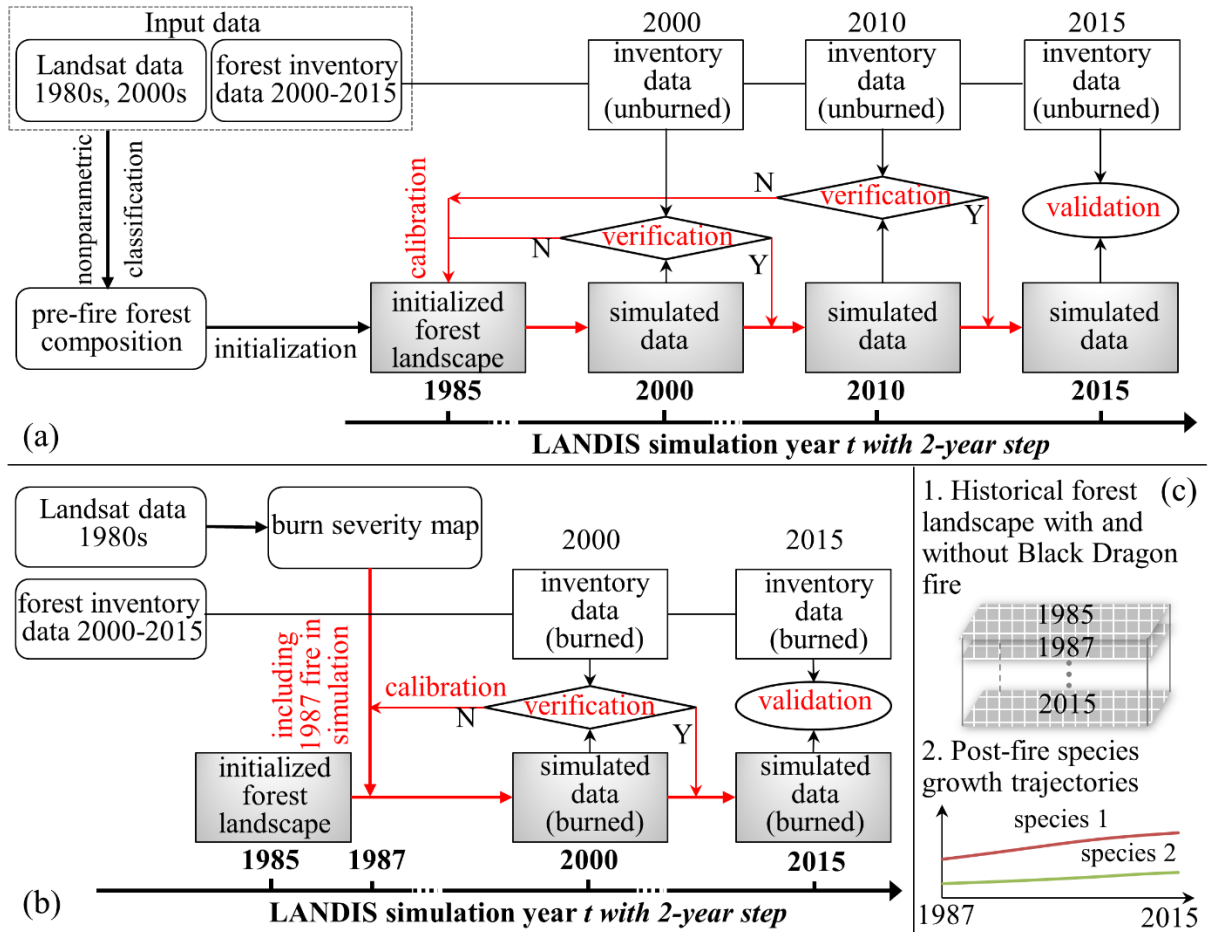 Input data
Landsat data
1980s, 2000s
forest inventory
data 2000-2015
2000
inventory
data
(unburned)
2010
inventory
data
(unburned)
2015
inventory
data
(unburned)
nonparametric
classification
calibration
N
verification
Y
N
verification
Y
validation
pre-fire forest
composition
initialization
initialized
forest
landscape
simulated
data
simulated
data
simulated
data
1985
2000
2010
2015
(a)
LANDIS simulation year t with 2-year step
Landsat data
1980s
burn severity map
forest inventory
data 2000-2015
2000
inventory
data
(burned)
2015
inventory
data
(burned)
including
1987 fire in
simulation
calibration
N
verification
Y
validation
initialized
forest
landscape
simulated
data
(burned)
simulated
data
(burned)
1985
1987
2000
2015
(b)
LANDIS simulation year t with 2-year step
(c)
1. Historical forest
landscape with and
without Black Dragon
fire
1985
1987
2015
2. Post-fire species
growth trajectories
species 1
species 2
1987
2015